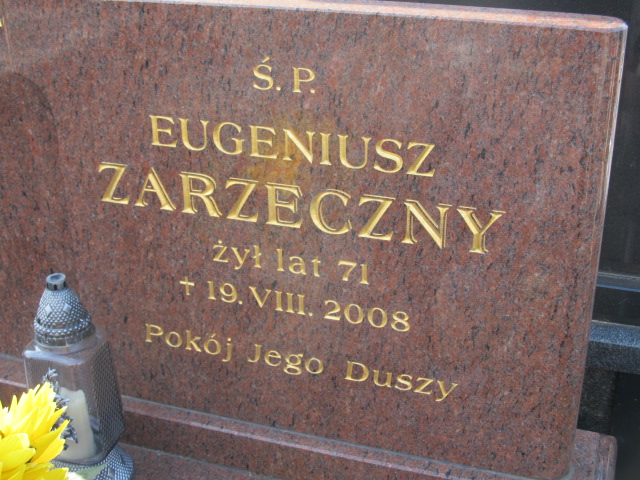 Ś. P.
EUGENIUSZ
ZARZECZNY
żył lat 71
✝ 19. VIII. 2008
Pokój Jego Duszy